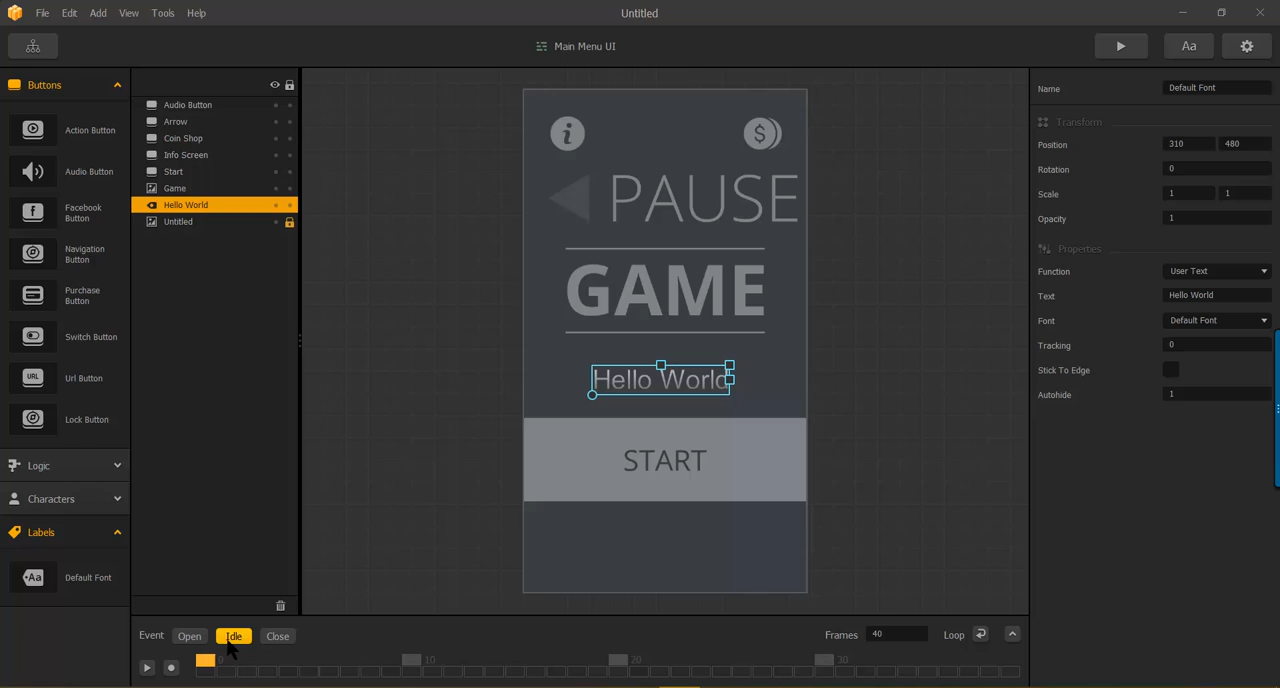 File Edit Add View Tools Help
Untitled
Main Menu UI
Aa
Buttons
Action Button
Audio Button
Facebook
Button
Navigation
Button
Purchase
Button
Switch Button
URL
Url Button
Lock Button
Logic
Characters
Labels
Aa
Default Font
Audio Button
Arrow
Coin Shop
Info Screen
Start
Game
Hello World
Untitled
i $
PAUSE
GAME
Hello World
START
Name Default Font
Transform
Position 310 480
Rotation 0
Scale 1 1
Opacity 1
Properties
Function User Text
Text Hello World
Font Default Font
Tracking 0
Stick To Edge
Autohide 1
Event Open Idle Close
Frames 40 Loop
0 10 20 30